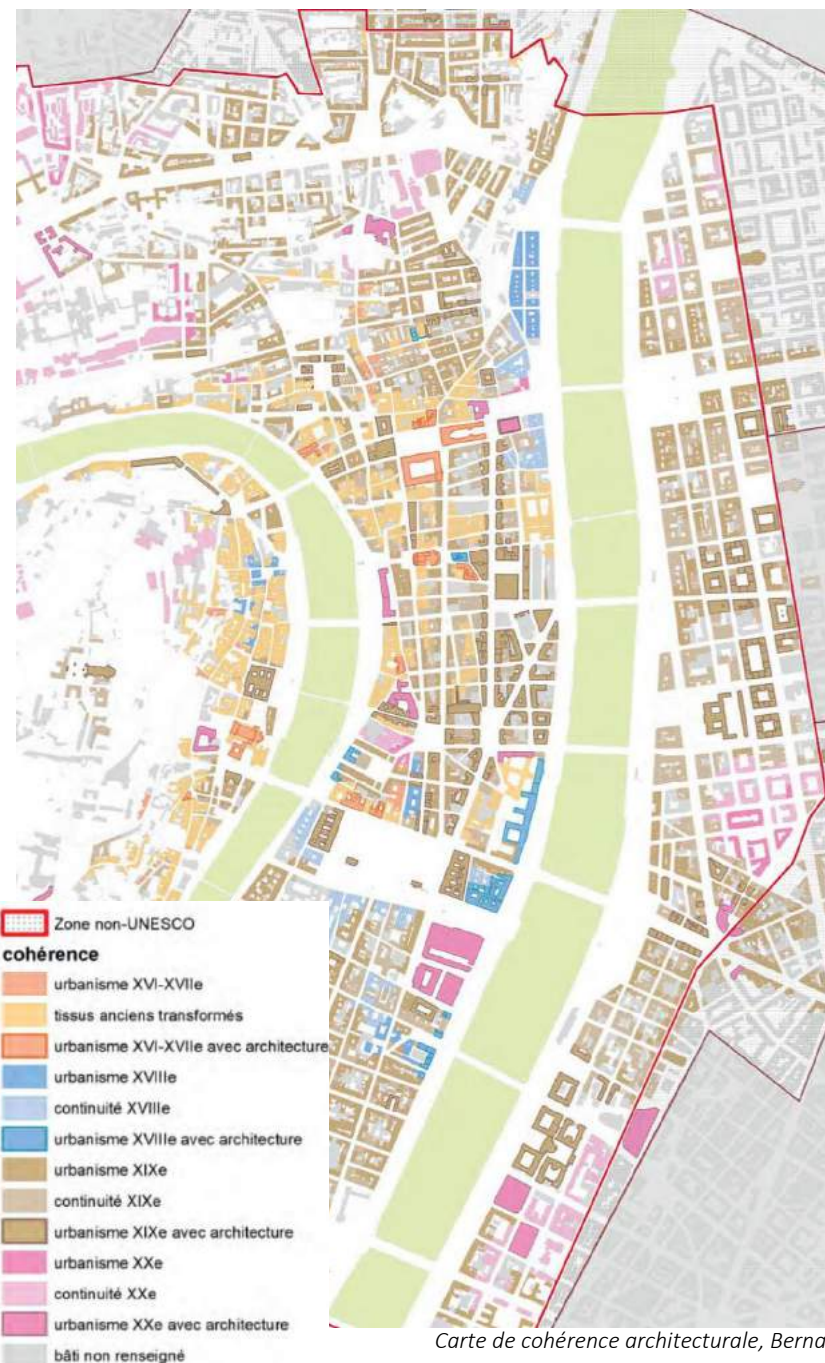 Zone non-UNESCO
cohérence
urbanisme XVI-XVIIe
tissus anciens transformés
urbanisme XVI-XVIIe avec architecture
urbanisme XVIIIe
continuité XVIIIe
urbanisme XVIIIe avec architecture
urbanisme XIXe
continuité XIXe
urbanisme XIXe avec architecture
urbanisme XXe
continuité XXe
urbanisme XXe avec architecture
bâti non renseigné
Carte de cohérence architecturale, Berna